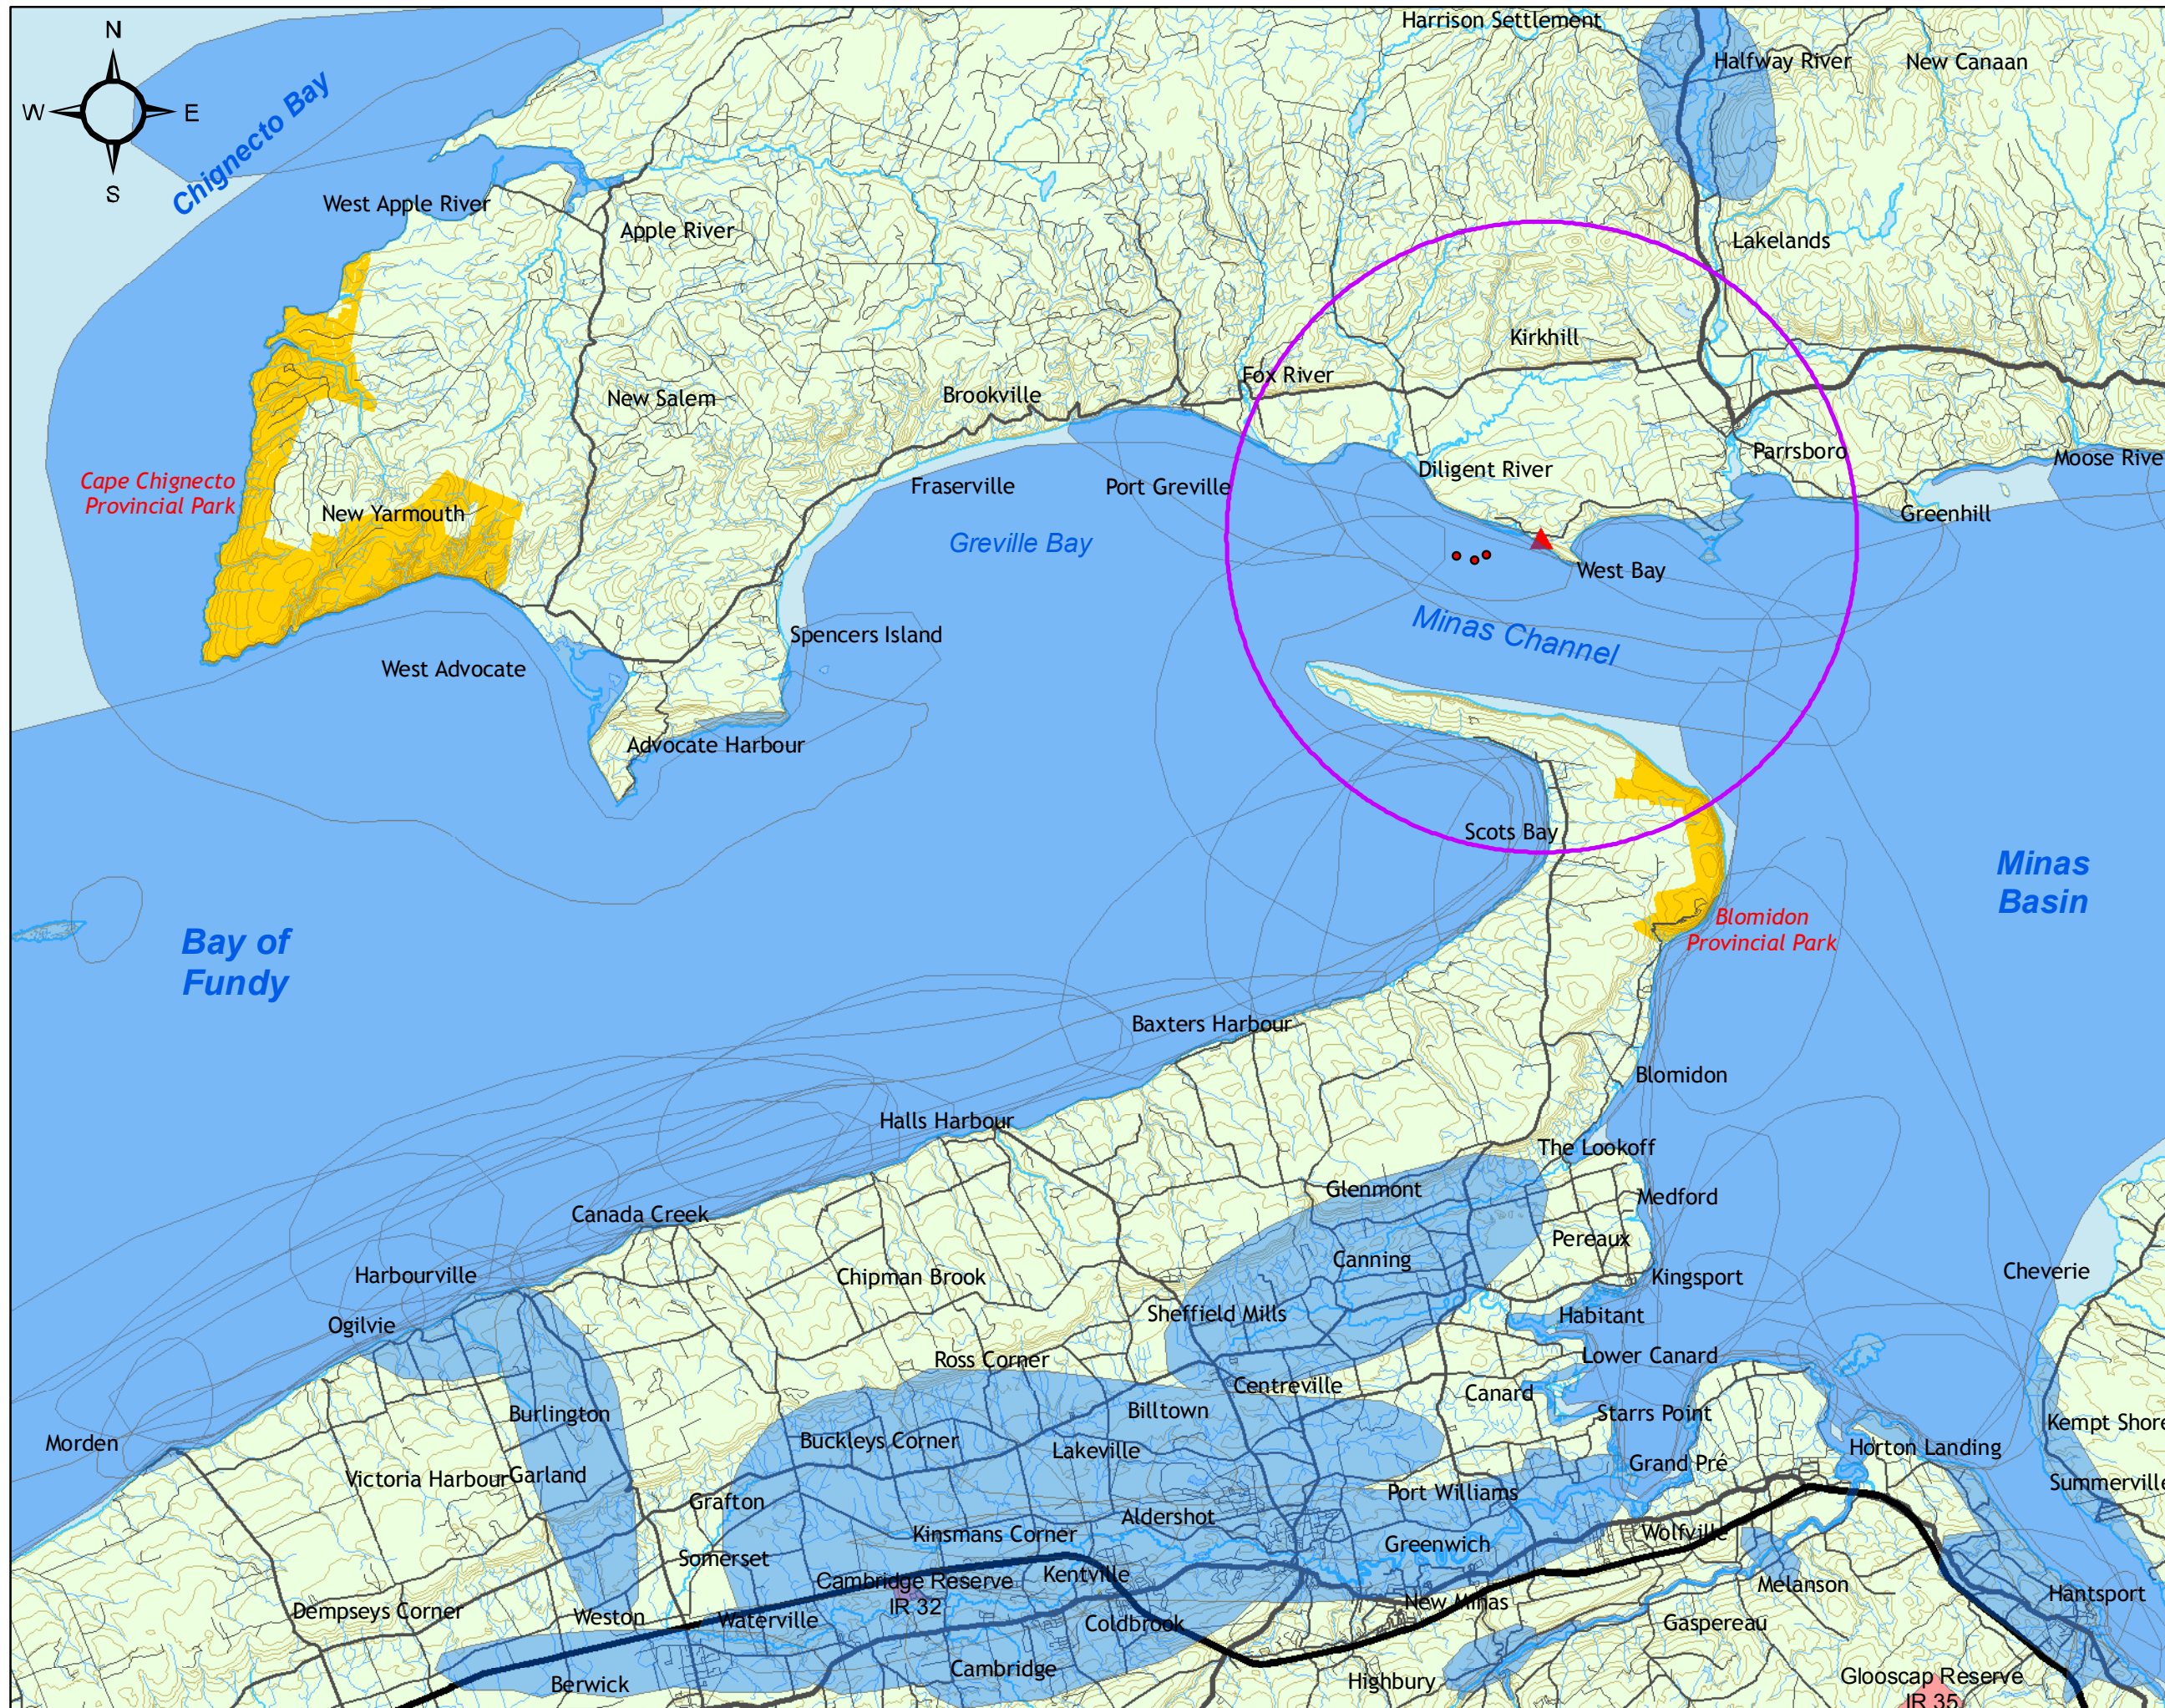 N
W
E
S
Chignecto Bay
Harrison Settlement
Halfway River
New Canaan
West Apple River
Apple River
Lakelands
Kirkhill
Fox River
New Salem
Brookville
Cape Chignecto
Provincial Park
New Yarmouth
Fraserville
Port Greville
Diligent River
Parrsboro
Moose Rive
Greenhill
Greville Bay
West Bay
Minas Channel
Spencers Island
West Advocate
Advocate Harbour
Scots Bay
Minas
Basin
Blomidon
Provincial Park
Bay of
Fundy
Baxters Harbour
Blomidon
Halls Harbour
The Lookoff
Glenmont
Medford
Canada Creek
Pereaux
Canning
Harbourville
Chipman Brook
Kingsport
Cheverie
Sheffield Mills
Habitant
Ogilvie
Ross Corner
Lower Canard
Centreville
Canard
Burlington
Billtown
Starrs Point
Kempt Shore
Morden
Buckleys Corner
Lakeville
Horton Landing
Victoria Harbour
Garland
Grand Pré
Summerville
Grafton
Port Williams
Aldershot
Kinsmans Corner
Wolfville
Greenwich
Somerset
Kentville
Cambridge Reserve
IR 32
Melanson
Hantsport
Dempseys Corner
Weston
Waterville
New Minas
Coldbrook
Gaspereau
Cambridge
Berwick
Highbury
Glooscap Reserve
IR 35